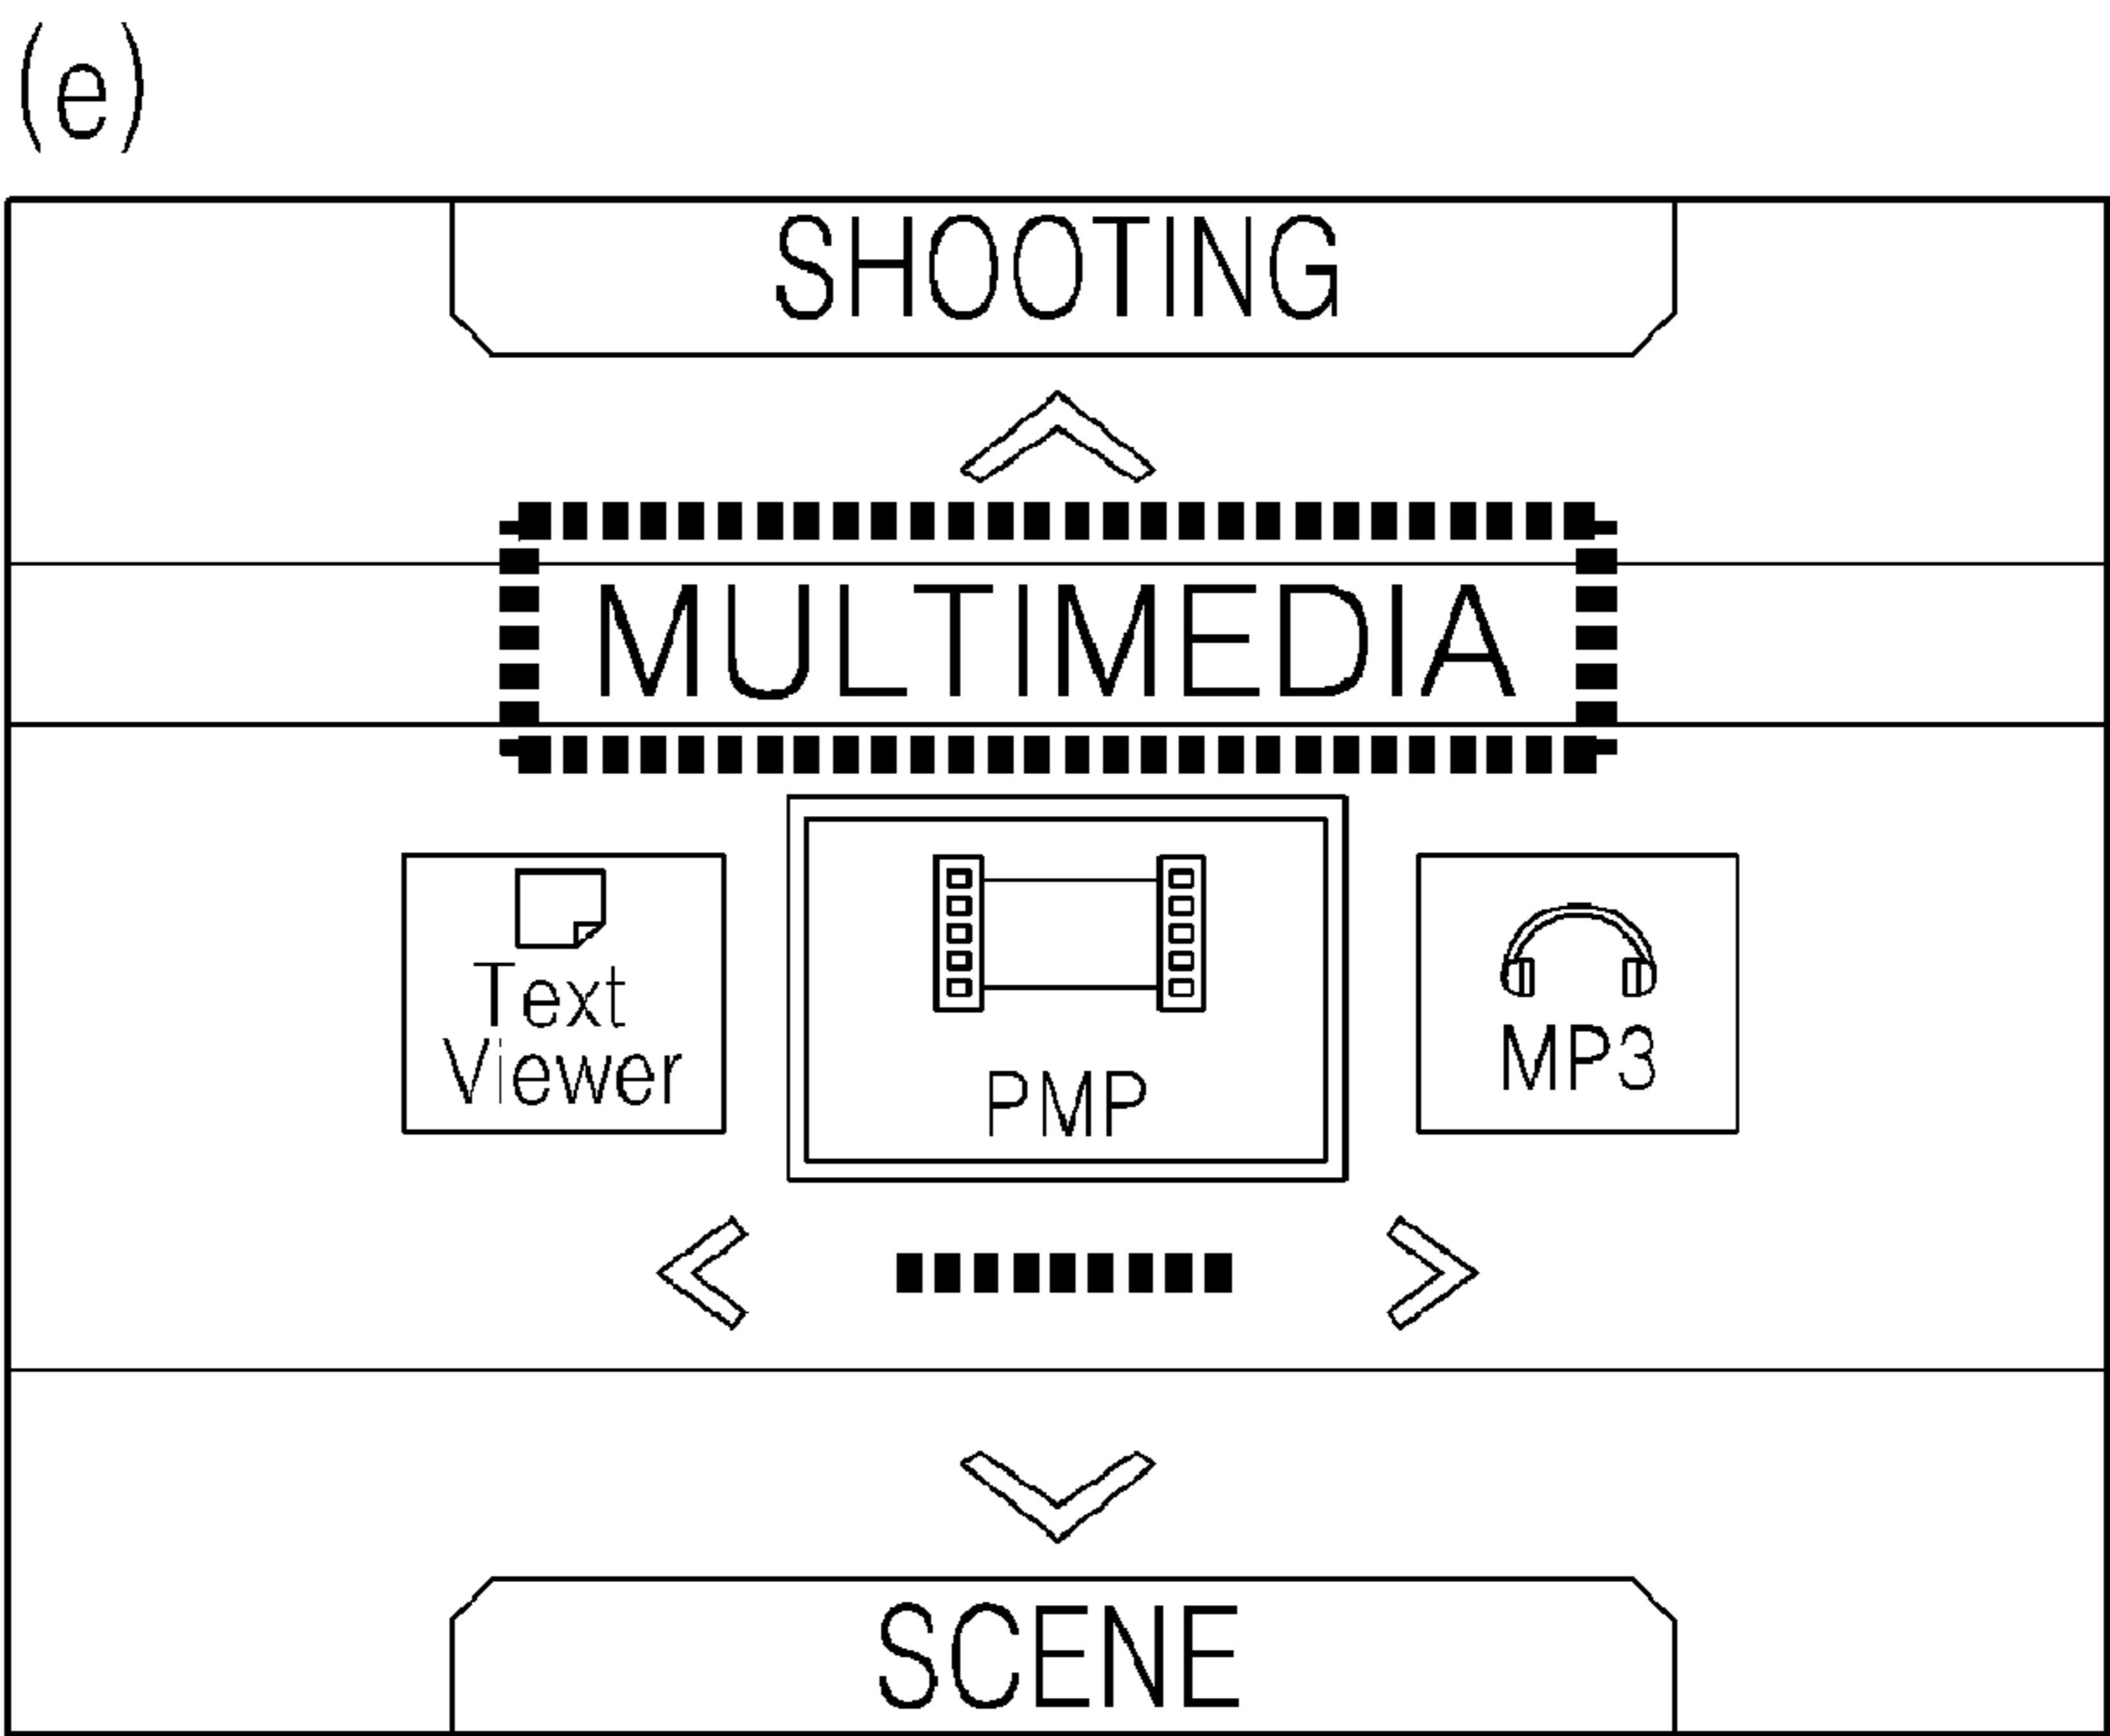 (e)
SHOOTING
MULTIMEDIA
Text
Viewer
PMP
MP3
SCENE